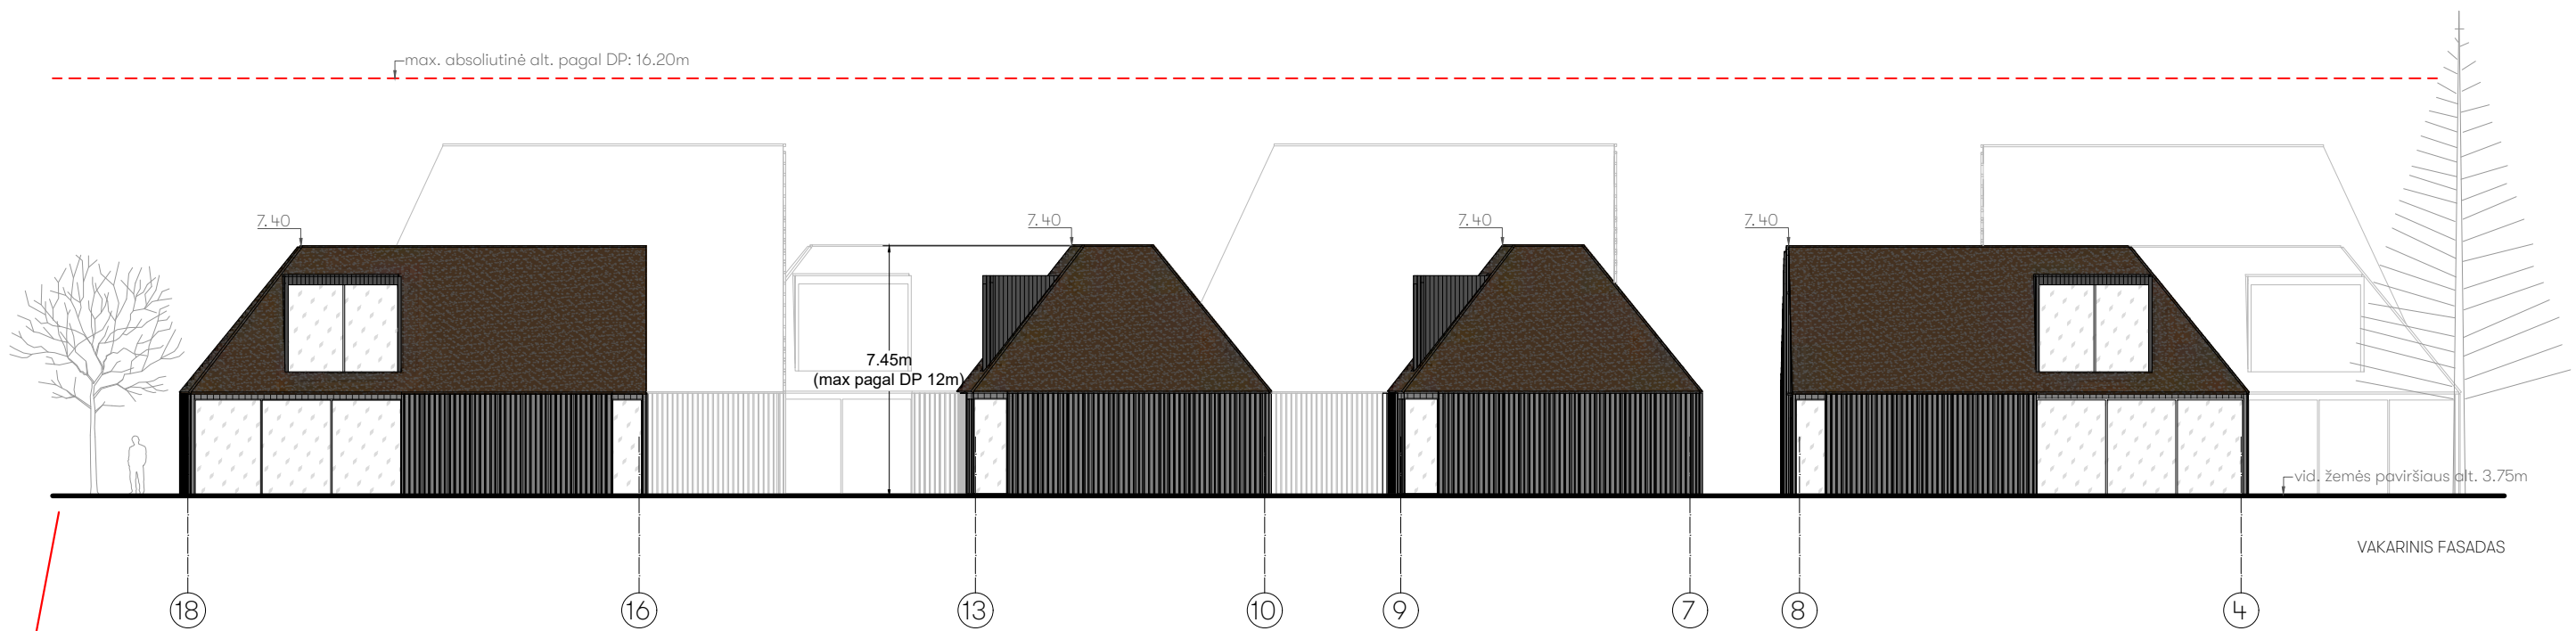 max. absoliutinė alt. pagal DP: 16.20m
7.40
7.40
7.40
7.40
7.45m
(max pagal DP 12m)
vid. žemės paviršiaus alt. 3.75m
VAKARINIS FASADAS
18
16
13
10
9
7
8
4